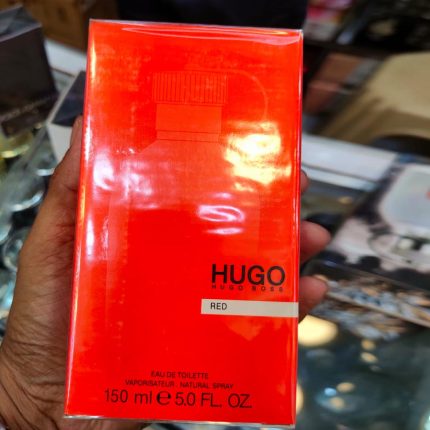 HUGO
HUGO BOSS
RED
EAU DE TOILETTE
VAPORISATEUR . NATURAL SPRAY
150 ml ℮ 5.0 FL. OZ.